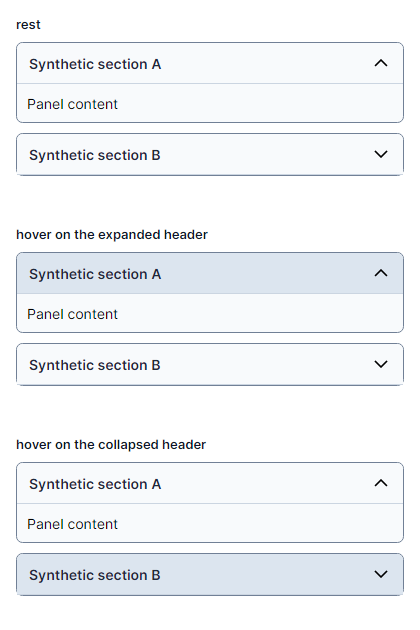 rest
Synthetic section A
Panel content
Synthetic section B
hover on the expanded header
Synthetic section A
Panel content
Synthetic section B
hover on the collapsed header
Synthetic section A
Panel content
Synthetic section B